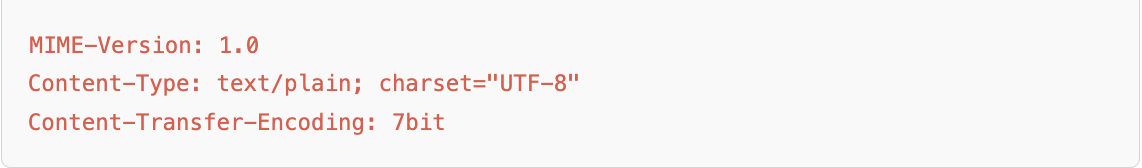 MIME-Version: 1.0
Content-Type: text/plain; charset="UTF-8"
Content-Transfer-Encoding: 7bit